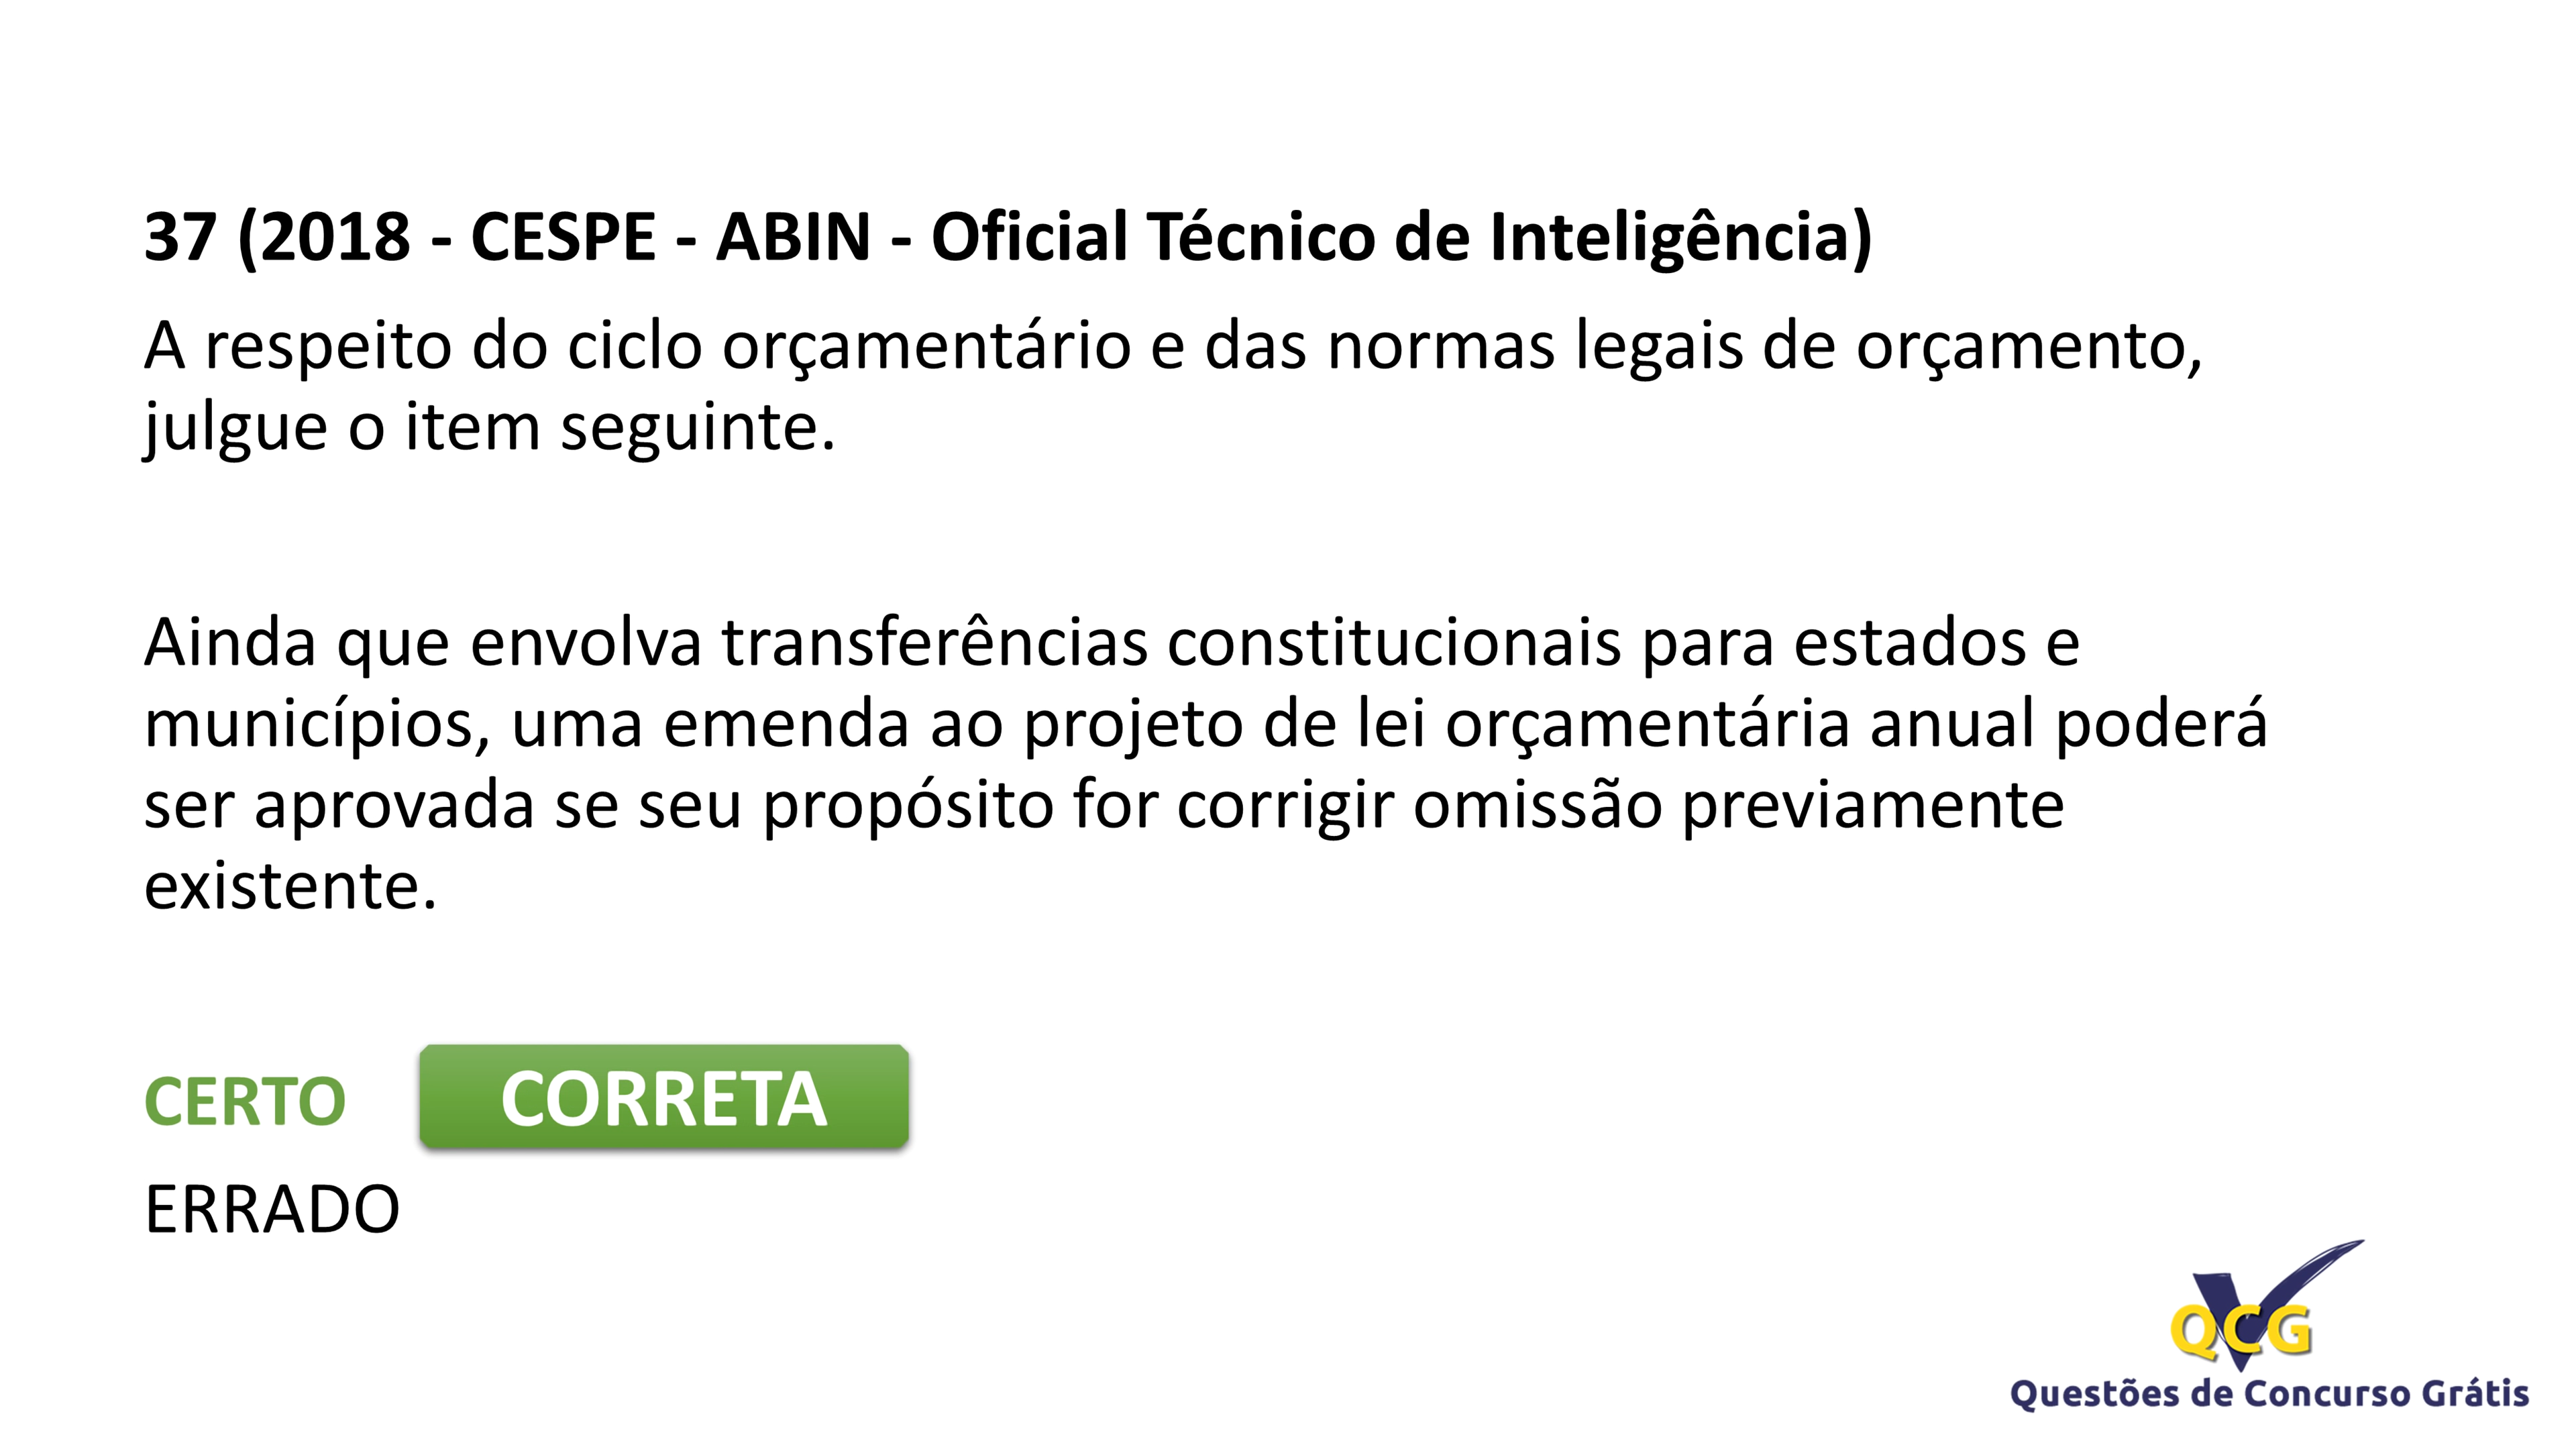 37 (2018 - CESPE - ABIN - Oficial Técnico de Inteligência)
A respeito do ciclo orçamentário e das normas legais de orçamento,
julgue o item seguinte.
Ainda que envolva transferências constitucionais para estados e
municípios, uma emenda ao projeto de lei orçamentária anual poderá
ser aprovada se seu propósito for corrigir omissão previamente
existente.
CERTO CORRETA
ERRADO
QCG
Questões de Concurso Grátis